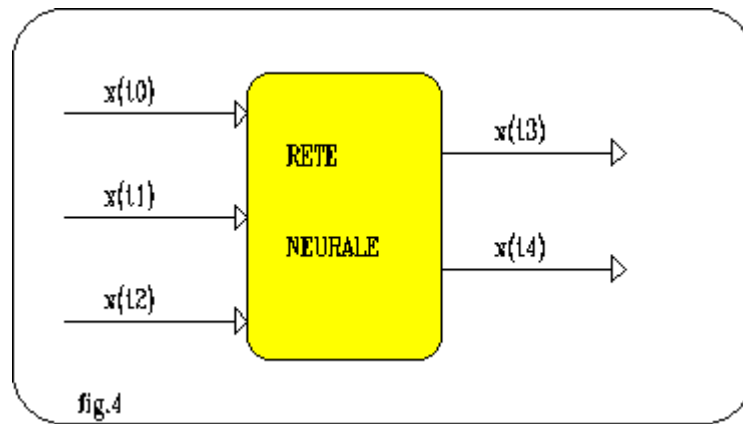 x(t0)
x(t1)
x(t2)
RETE
NEURALE
x(t3)
x(t4)
fig.4